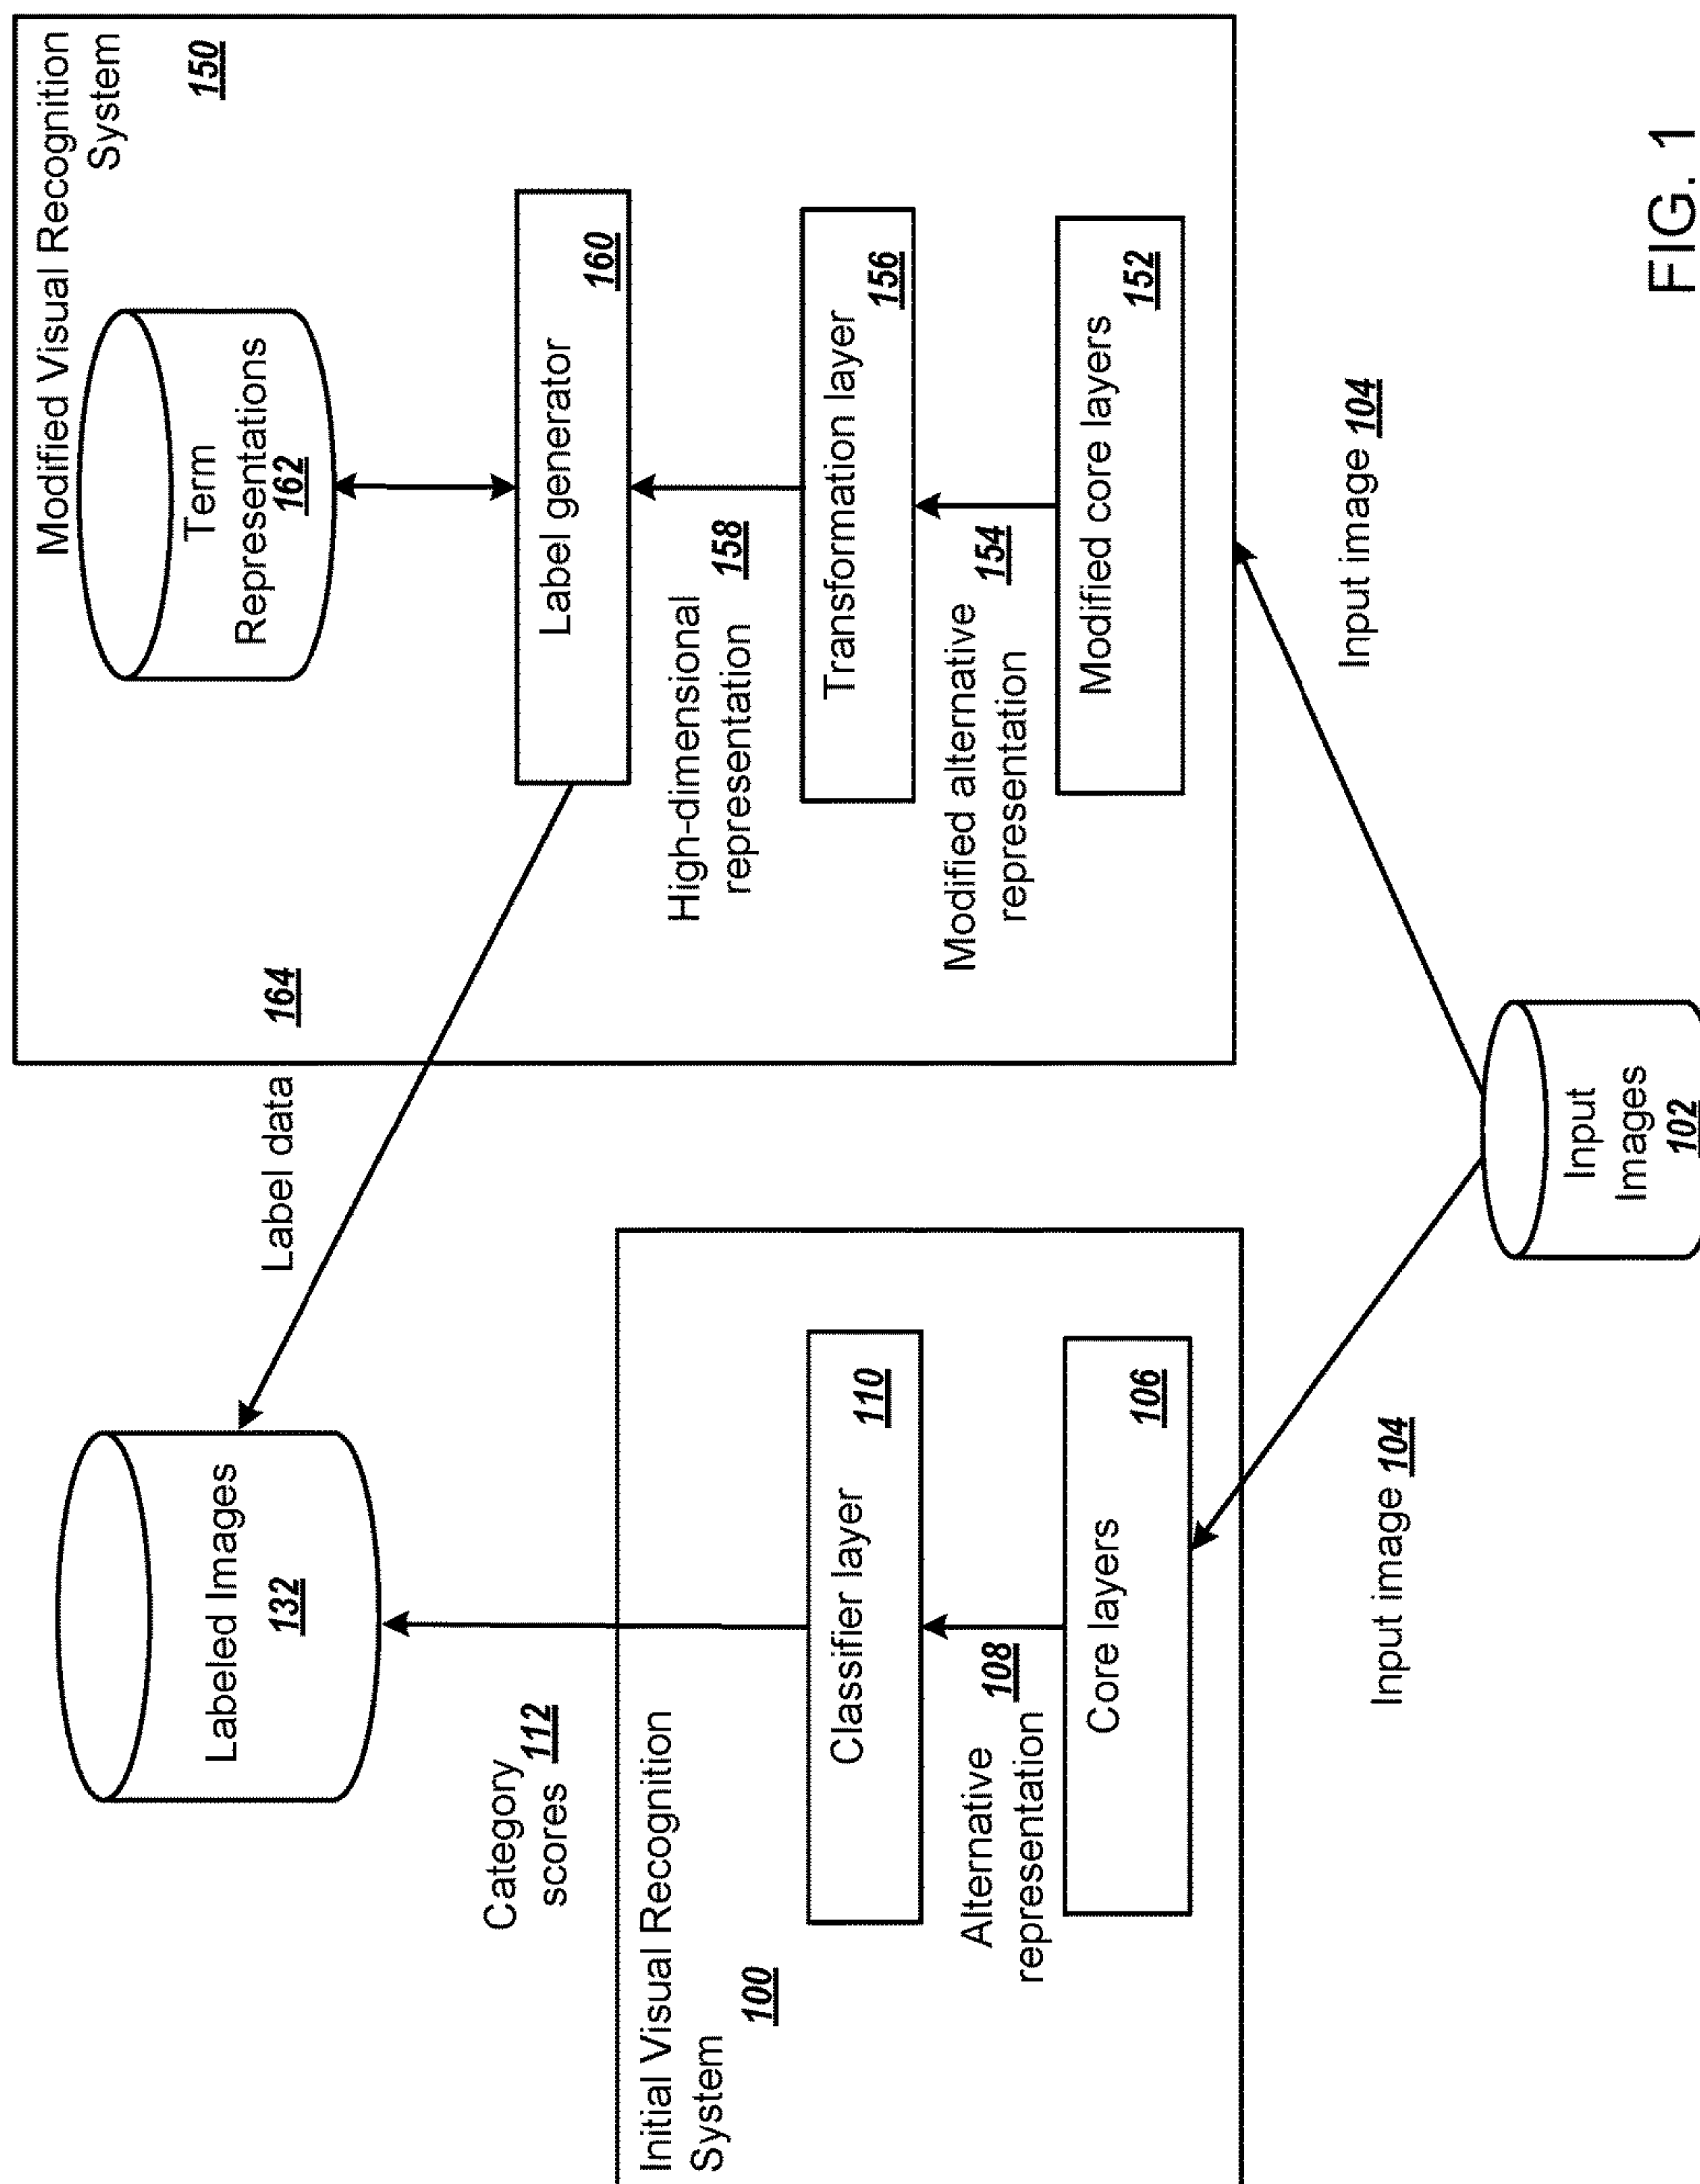 Labeled Images
132
Label data
164
Modified Visual Recognition
System
150
Term
Representations
162
Category
scores 112
Label generator
160
Initial Visual Recognition
System
100
High-dimensional
representation
158
Classifier layer
110
Transformation layer
156
Alternative
representation
108
Modified alternative
representation
154
Core layers
106
Modified core layers
152
Input image 104
Input image 104
Input
Images
102
FIG. 1